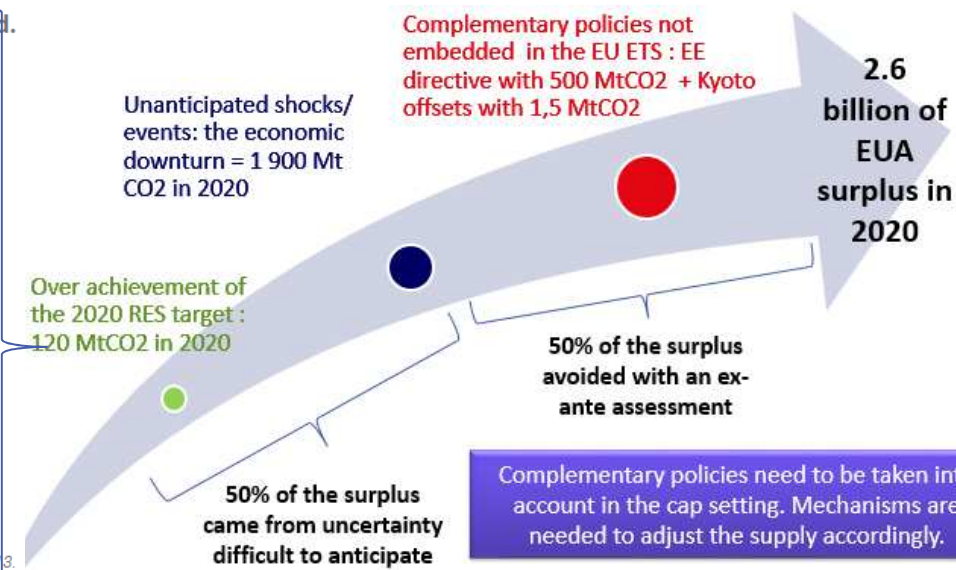 d.
Complementary policies not
embedded in the EU ETS : EE
directive with 500 MtCO2 + Kyoto
offsets with 1,5 MtCO2
2.6
billion of
EUA
surplus in
2020
Unanticipated shocks/
events: the economic
downturn = 1 900 Mt
CO2 in 2020
Over achievement of
the 2020 RES target :
120 MtCO2 in 2020
50% of the surplus
avoided with an ex-
ante assessment
50% of the surplus
came from uncertainty
difficult to anticipate
Complementary policies need to be taken int
account in the cap setting. Mechanisms are
needed to adjust the supply accordingly.
3.